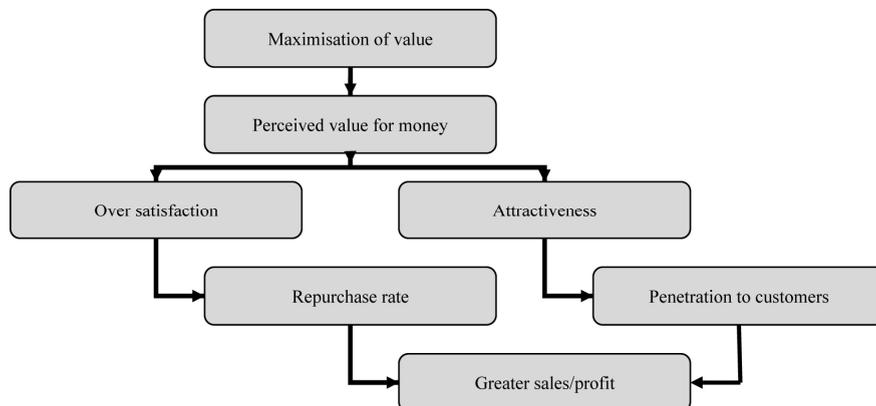 Maximisation of value
Perceived value for money
Over satisfaction
Attractiveness
Repurchase rate
Penetration to customers
Greater sales/profit